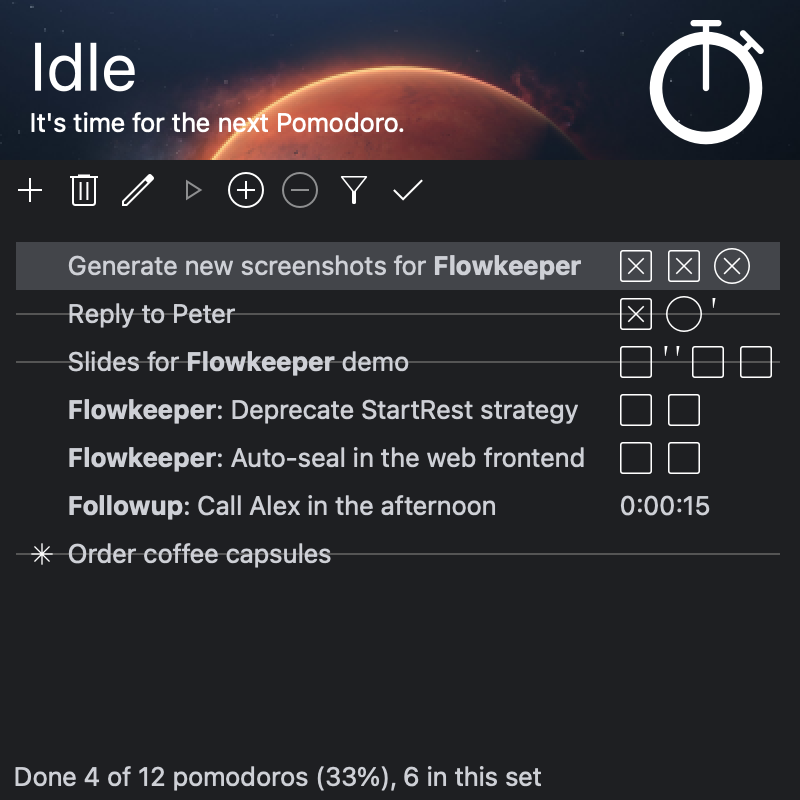 Idle
It's time for the next Pomodoro.
Generate new screenshots for Flowkeeper
Reply to Peter '
Slides for Flowkeeper demo ''
Flowkeeper: Deprecate StartRest strategy
Flowkeeper: Auto-seal in the web frontend
Followup: Call Alex in the afternoon 0:00:15
Order coffee capsules
Done 4 of 12 pomodoros (33%), 6 in this set